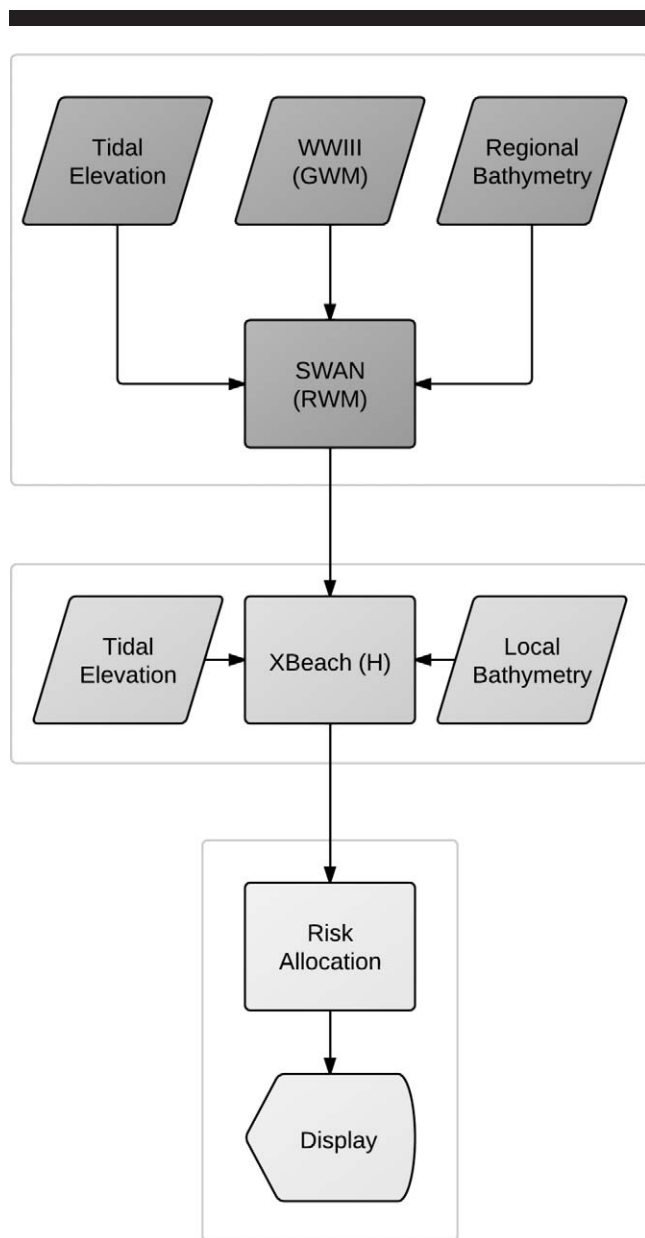 Tidal
Elevation
WWIII
(GWM)
Regional
Bathymetry
SWAN
(RWM)
Tidal
Elevation
XBeach (H)
Local
Bathymetry
Risk
Allocation
Display